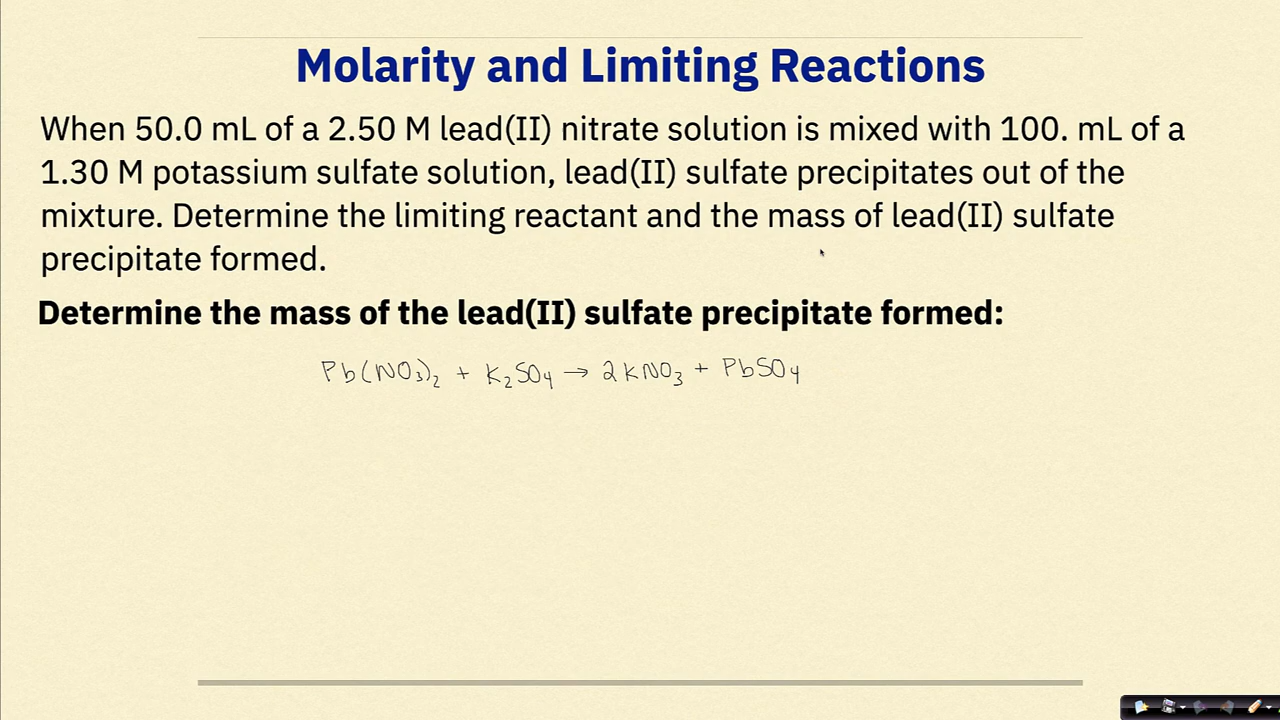 Molarity and Limiting Reactions
When 50.0 mL of a 2.50 M lead(II) nitrate solution is mixed with 100. mL of a
1.30 M potassium sulfate solution, lead(II) sulfate precipitates out of the
mixture. Determine the limiting reactant and the mass of lead(II) sulfate
precipitate formed.
Determine the mass of the lead(II) sulfate precipitate formed:
Pb(NO₃)₂ + K₂SO₄ → 2KNO₃ + PbSO₄